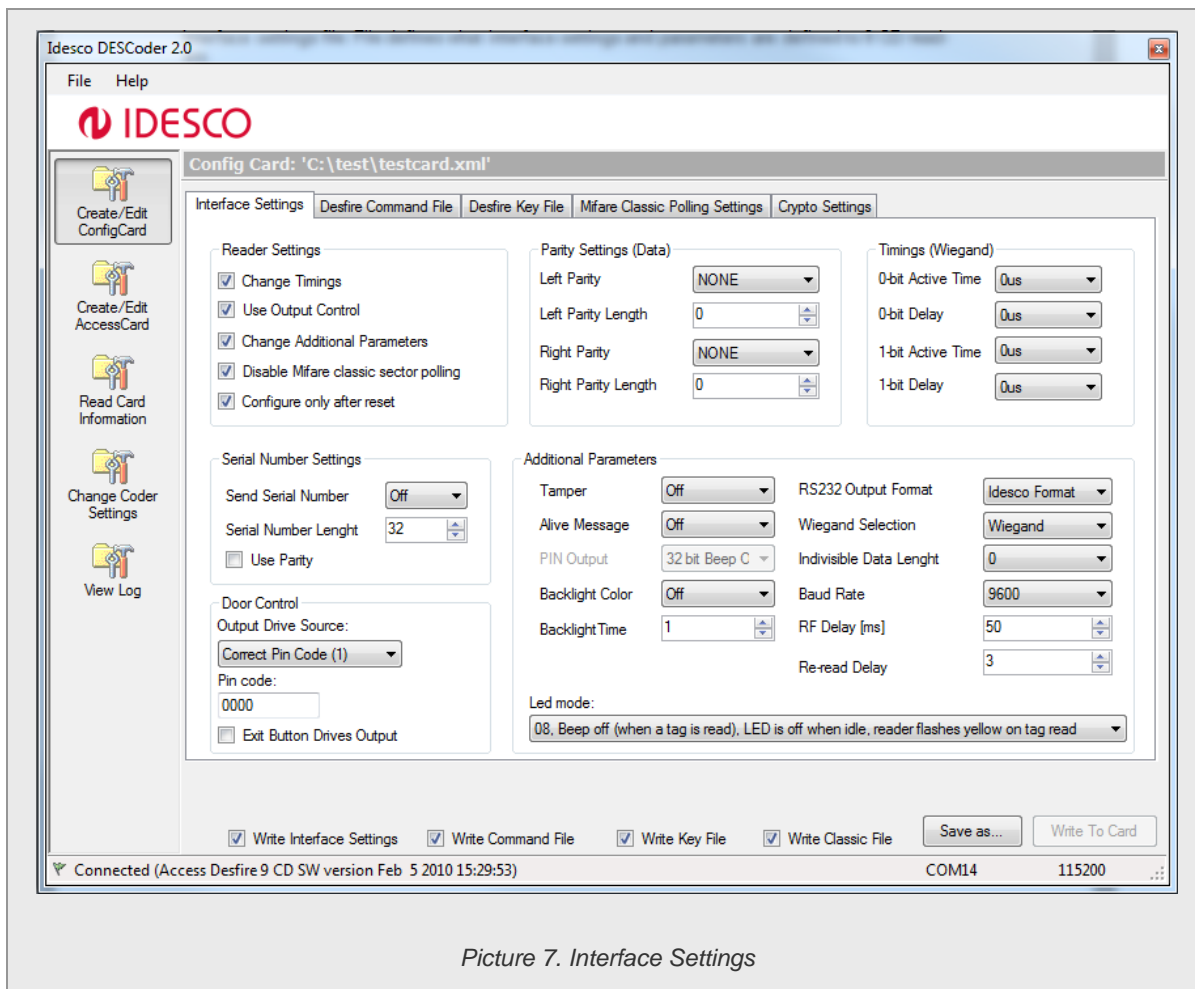 Idesco DESCoder 2.0
File Help
IDESCO
Config Card: 'C:\test\testcard.xml'
Create/Edit
ConfigCard
Create/Edit
AccessCard
Read Card
Information
Change Coder
Settings
View Log
Interface Settings Desfire Command File Desfire Key File Mifare Classic Polling Settings Crypto Settings
Reader Settings
Change Timings
Use Output Control
Change Additional Parameters
Disable Mifare classic sector polling
Configure only after reset
Parity Settings (Data)
Left Parity NONE
Left Parity Length 0
Right Parity NONE
Right Parity Length 0
Timings (Wiegand)
0-bit Active Time 0us
0-bit Delay 0us
1-bit Active Time 0us
1-bit Delay 0us
Serial Number Settings
Send Serial Number Off
Serial Number Lenght 32
Use Parity
Door Control
Output Drive Source:
Correct Pin Code (1)
Pin code:
0000
Exit Button Drives Output
Additional Parameters
Tamper Off
Alive Message Off
PIN Output 32 bit Beep C
Backlight Color Off
Backlight Time 1
RS232 Output Format Idesco Format
Wiegand Selection Wiegand
Indivisible Data Lenght 0
Baud Rate 9600
RF Delay [ms] 50
Re-read Delay 3
Led mode:
08, Beep off (when a tag is read), LED is off when idle, reader flashes yellow on tag read
Write Interface Settings Write Command File Write Key File Write Classic File Save as... Write To Card
Connected (Access Desfire 9 CD SW version Feb 5 2010 15:29:53) COM14 115200
Picture 7. Interface Settings